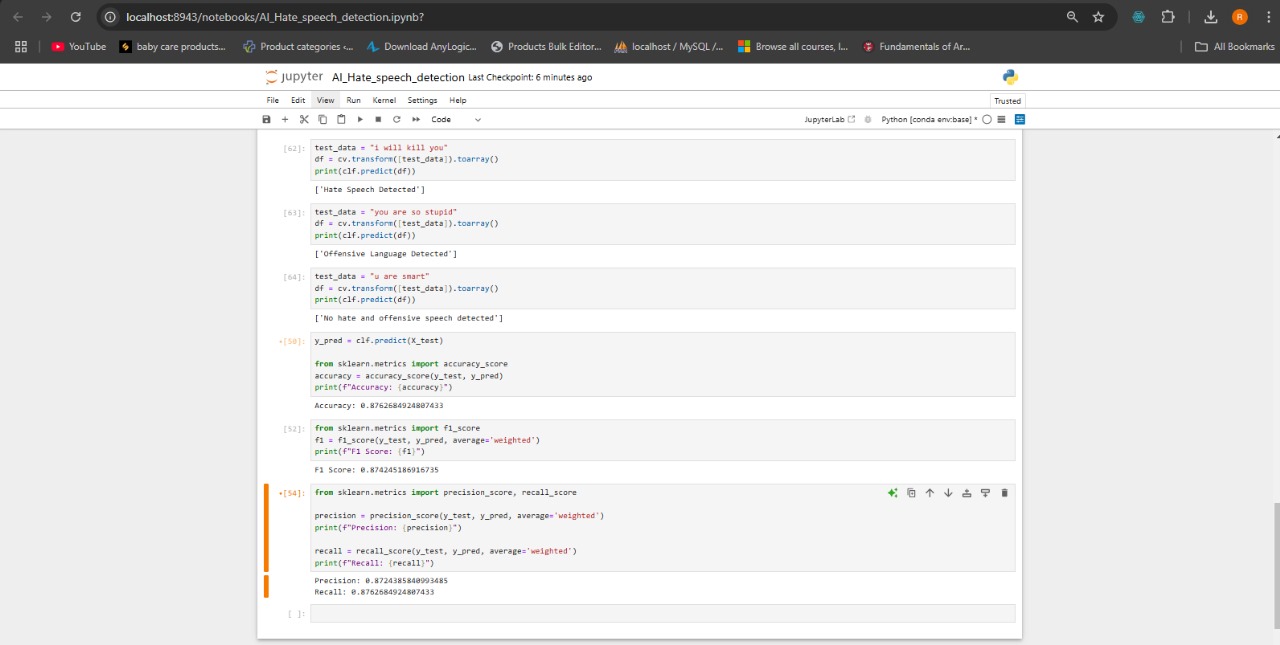 localhost:8943/notebooks/AI_Hate_speech_detection.ipynb?
R
YouTube
baby care products...
Product categories <...
Download AnyLogic...
Products Bulk Editor...
localhost / MySQL /...
Browse all courses, l...
Fundamentals of Ar...
All Bookmarks
jupyter AI_Hate_speech_detection Last Checkpoint: 6 minutes ago
File Edit View Run Kernel Settings Help
Trusted
Code
JupyterLab
Python [conda env:base] *
[62]:
test_data = "i will kill you"
df = cv.transform([test_data]).toarray()
print(clf.predict(df))
['Hate Speech Detected']
[63]:
test_data = "you are so stupid"
df = cv.transform([test_data]).toarray()
print(clf.predict(df))
['Offensive Language Detected']
[64]:
test_data = "u are smart"
df = cv.transform([test_data]).toarray()
print(clf.predict(df))
['No hate and offensive speech detected']
•[50]:
y_pred = clf.predict(X_test)
from sklearn.metrics import accuracy_score
accuracy = accuracy_score(y_test, y_pred)
print(f"Accuracy: {accuracy}")
Accuracy: 0.8762684924807433
[52]:
from sklearn.metrics import f1_score
f1 = f1_score(y_test, y_pred, average='weighted')
print(f"F1 Score: {f1}")
F1 Score: 0.874245186916735
•[54]:
from sklearn.metrics import precision_score, recall_score
precision = precision_score(y_test, y_pred, average='weighted')
print(f"Precision: {precision}")
recall = recall_score(y_test, y_pred, average='weighted')
print(f"Recall: {recall}")
Precision: 0.8724385840993485
Recall: 0.8762684924807433
[ ]: